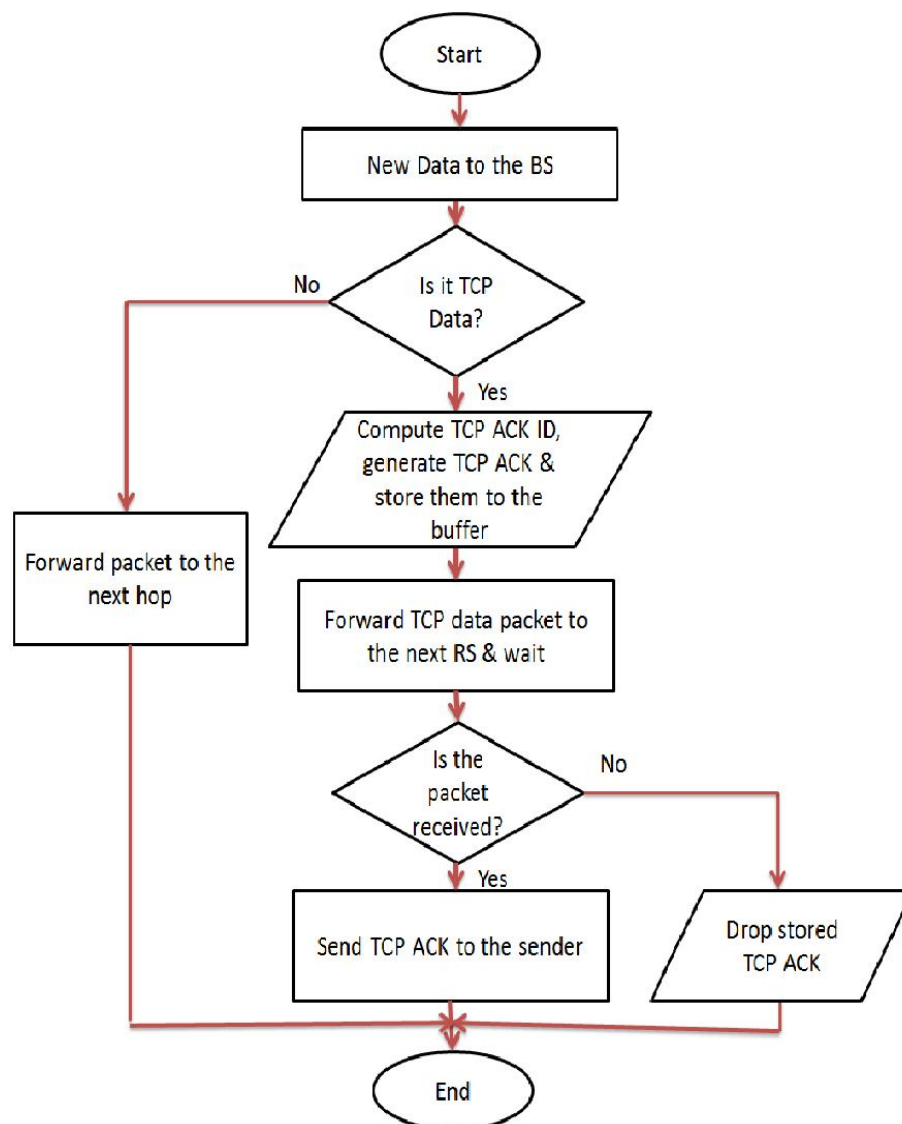 Start
New Data to the BS
Is it TCP
Data?
No
Yes
Compute TCP ACK ID,
generate TCP ACK &
store them to the
buffer
Forward packet to the
next hop
Forward TCP data packet to
the next RS & wait
Is the
packet
received?
No
Yes
Send TCP ACK to the sender
Drop stored
TCP ACK
End